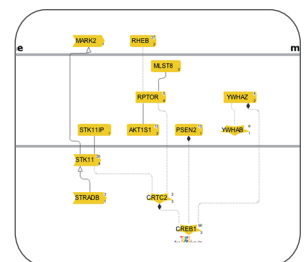 MARK2 RHEB
e m
MLST8
RPTOR YWHAZ
STK11IP AKT1S1 PSEN2 YWHAB
STK11
STRADB CRTC2
CREB1